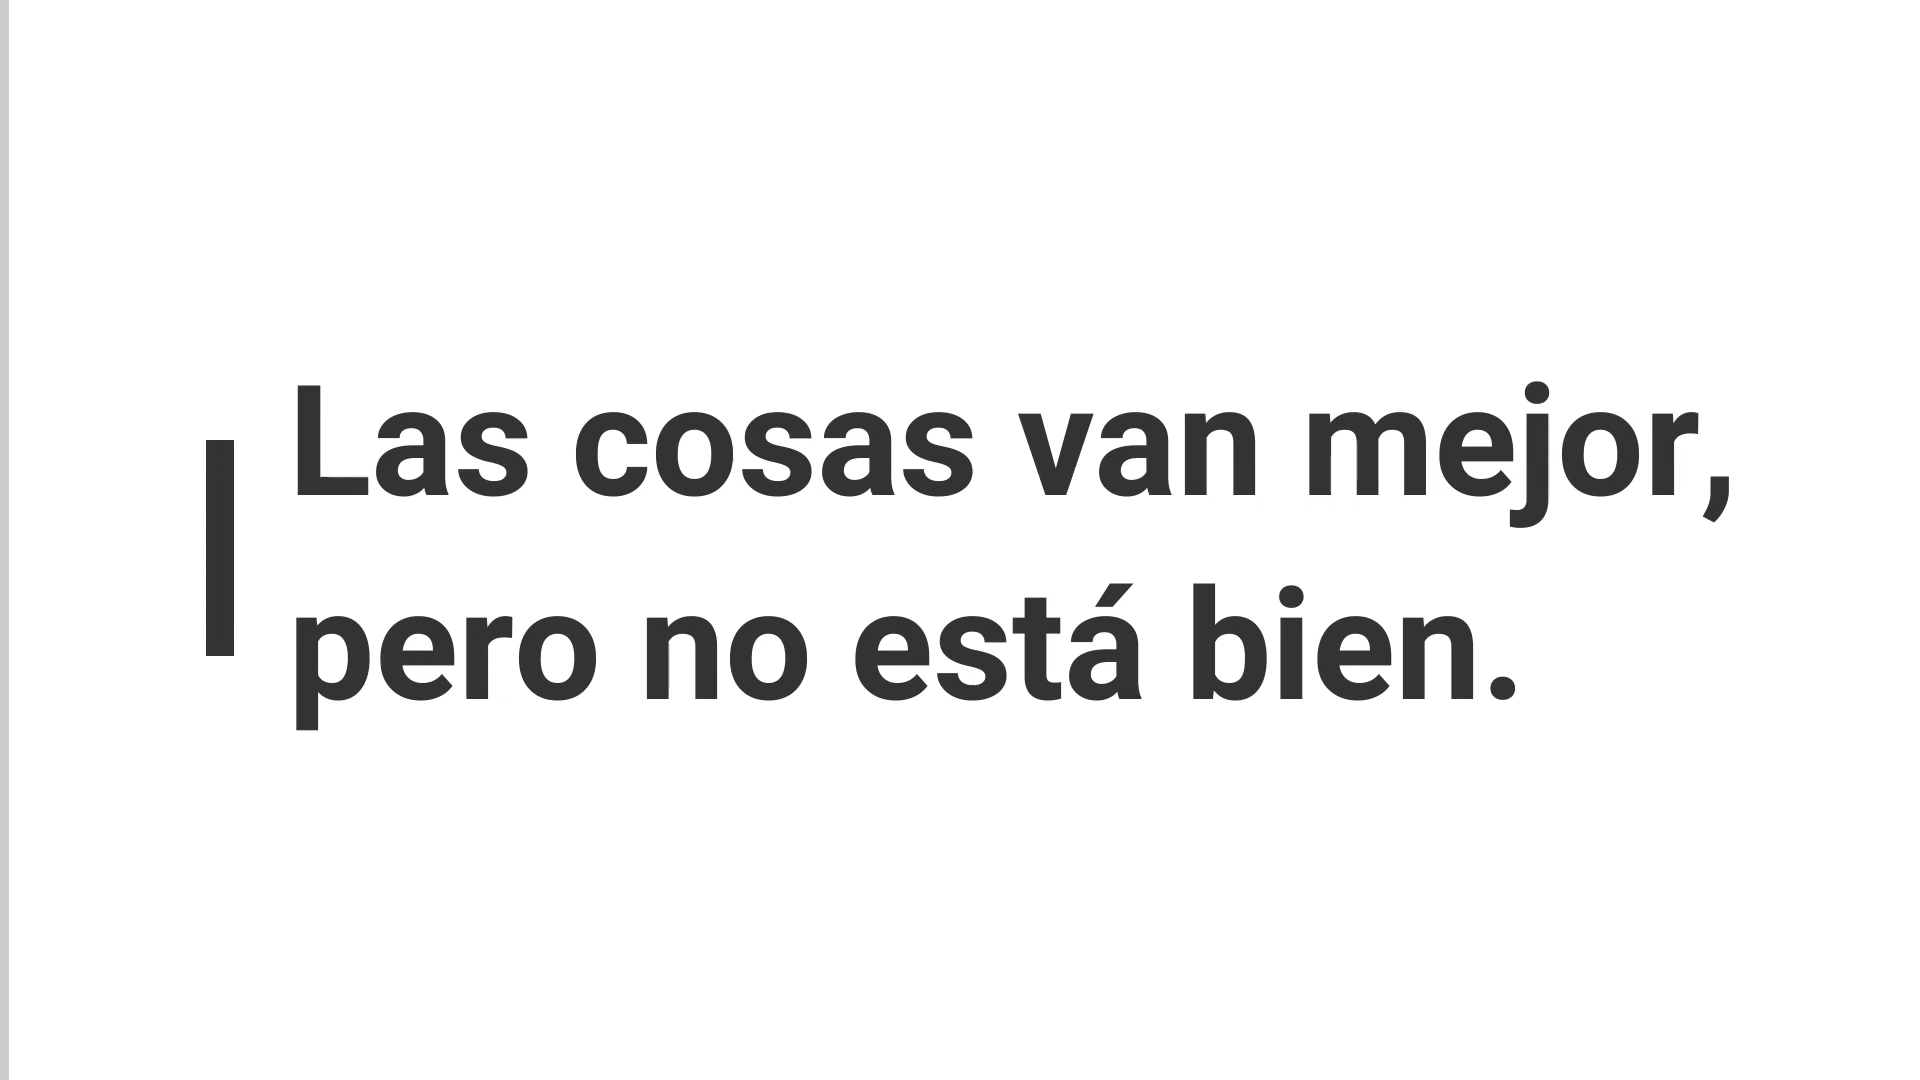 Las cosas van mejor,
pero no está bien.